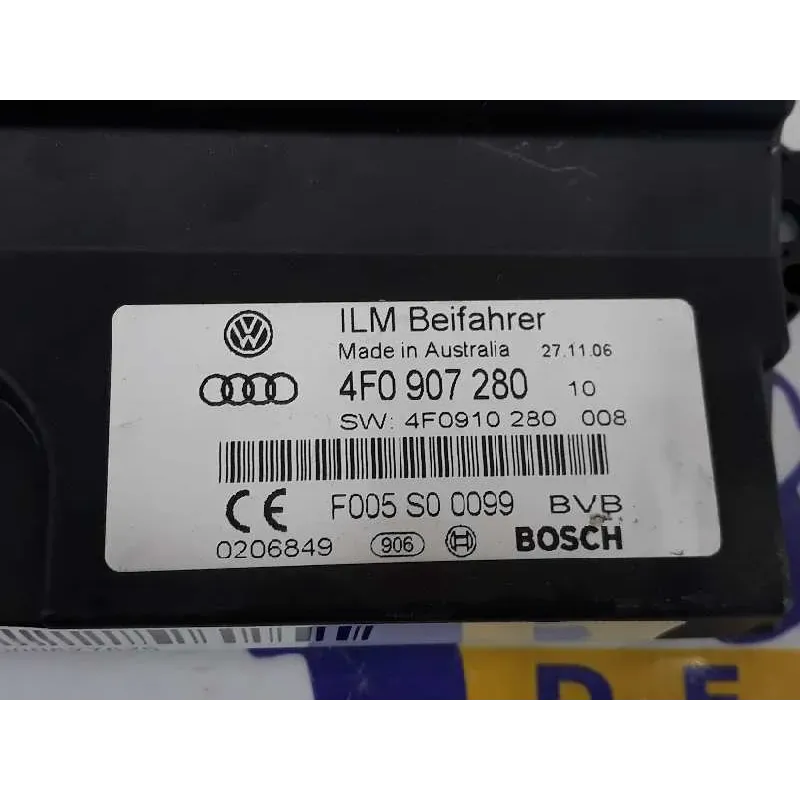 ILM Beifahrer
Made in Australia 27.11.06
4F0 907 280 10
SW: 4F0910 280 008
CE F005 S0 0099 BVB
0206849 906 BOSCH
D E